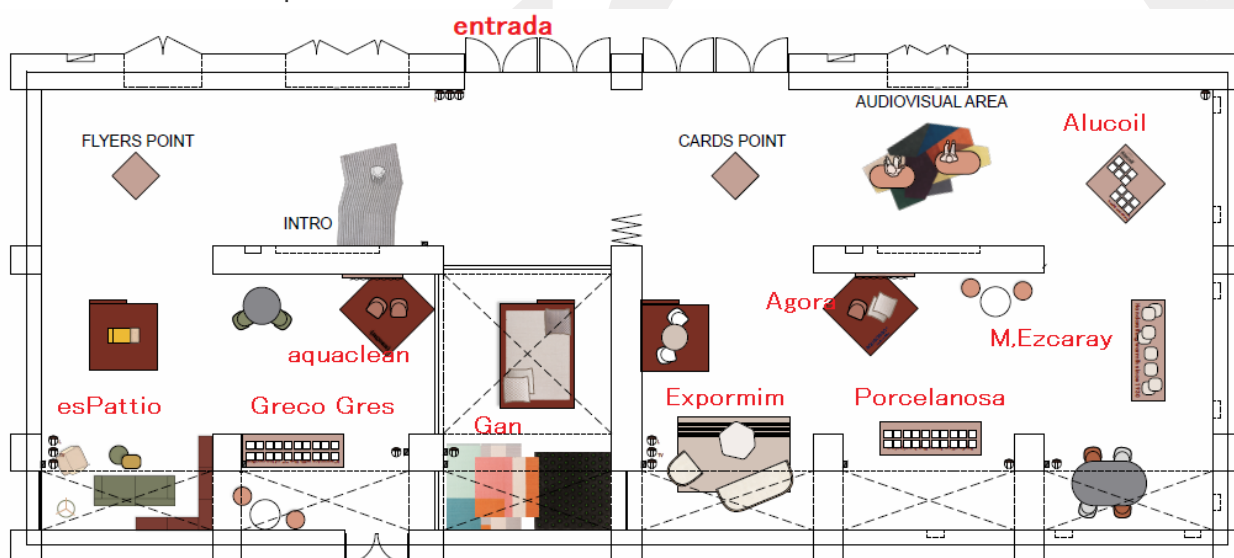 entrada
AUDIOVISUAL AREA
Alucoil
FLYERS POINT
CARDS POINT
INTRO
Agora
M,Ezcaray
aquaclean
esPattio
Greco Gres
Gan
Expormim
Porcelanosa